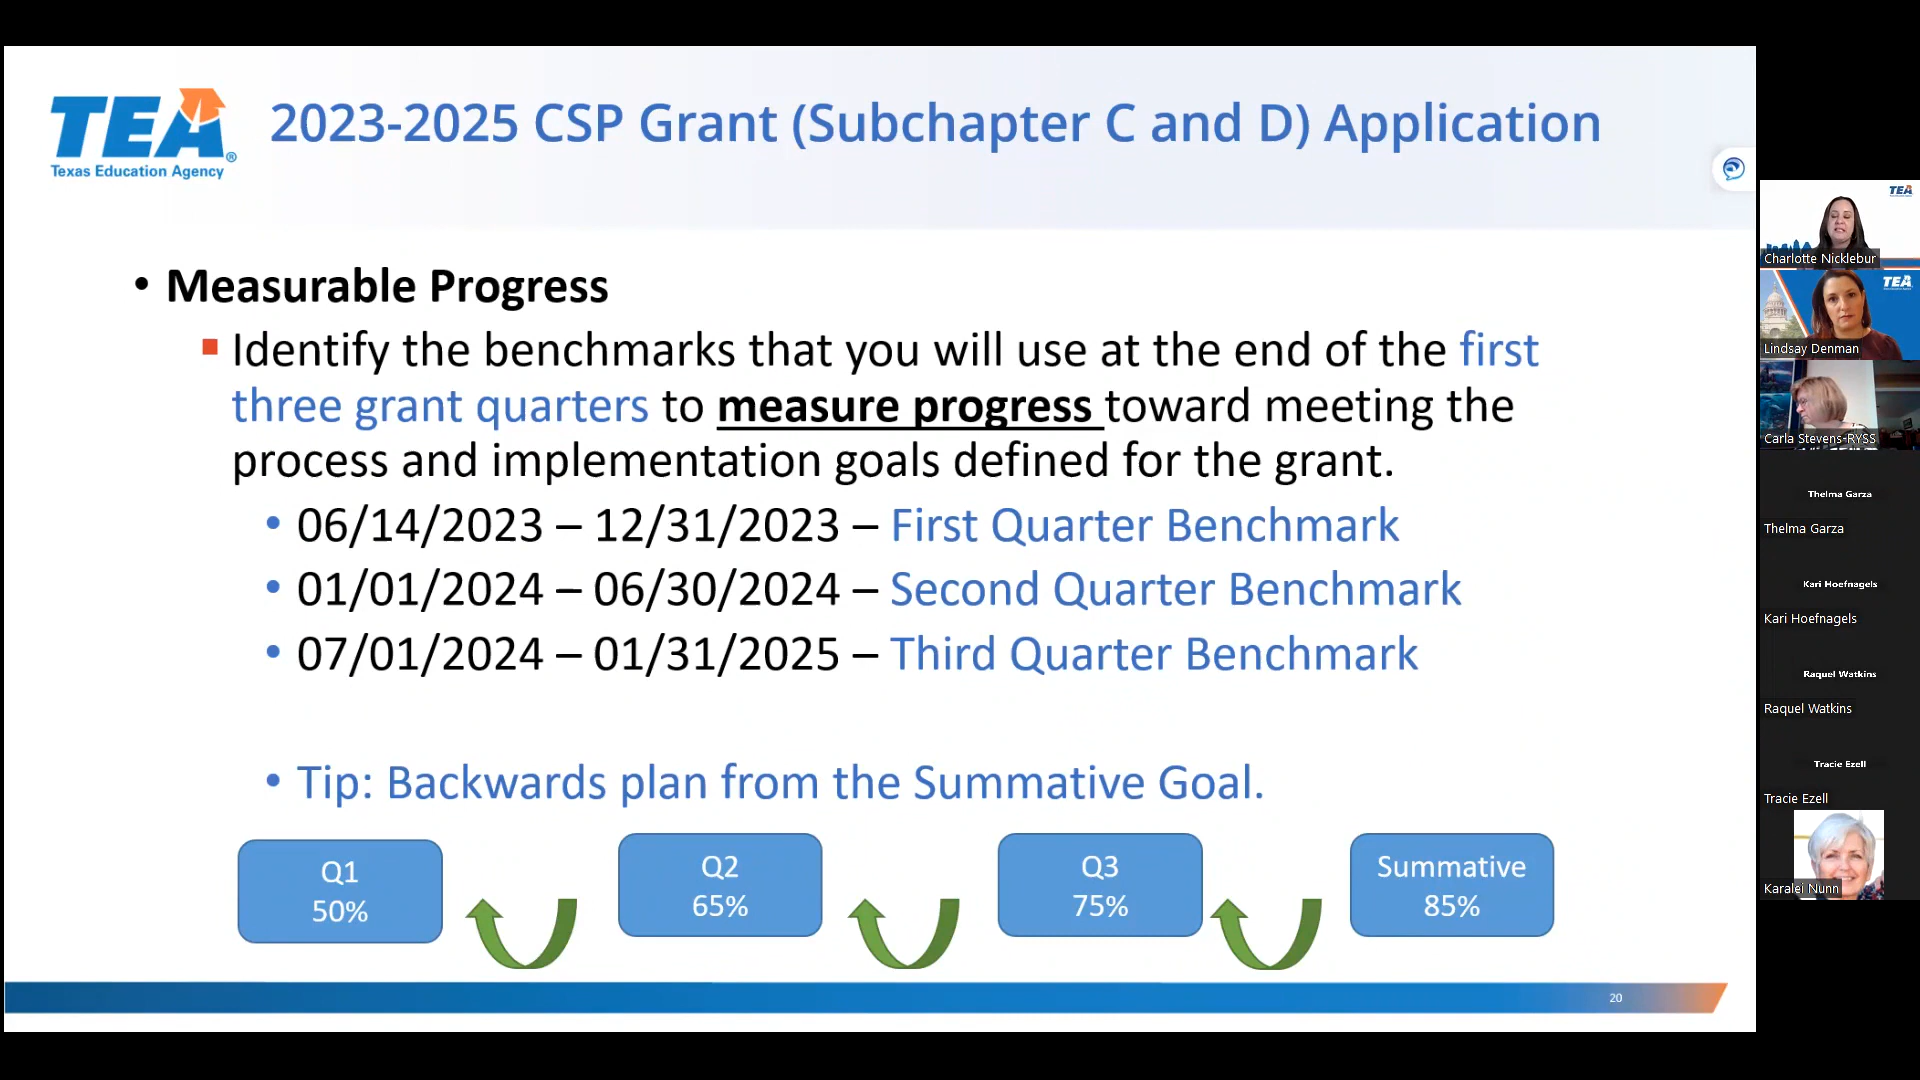 TEA®
Texas Education Agency
2023-2025 CSP Grant (Subchapter C and D) Application
• Measurable Progress
Identify the benchmarks that you will use at the end of the first
three grant quarters to measure progress toward meeting the
process and implementation goals defined for the grant.
• 06/14/2023 – 12/31/2023 – First Quarter Benchmark
• 01/01/2024 – 06/30/2024 – Second Quarter Benchmark
• 07/01/2024 – 01/31/2025 – Third Quarter Benchmark
• Tip: Backwards plan from the Summative Goal.
Q1
50%
Q2
65%
Q3
75%
Summative
85%
20
TEA
Charlotte Nicklebur
TEA
Lindsay Denman
Carla Stevens-RYSS
Thelma Garza
Thelma Garza
Kari Hoefnagels
Kari Hoefnagels
Raquel Watkins
Raquel Watkins
Tracie Ezell
Tracie Ezell
Karalei Nunn